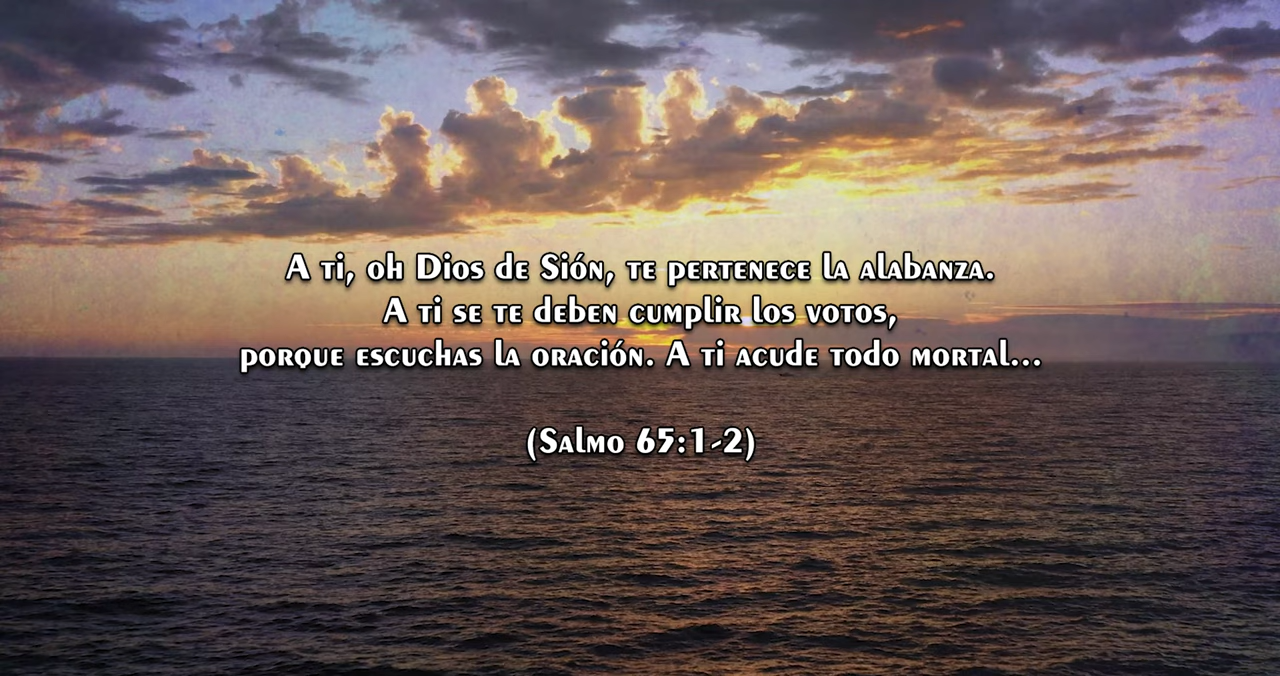 A ti, oh Dios de Sión, te pertenece la alabanza.
A ti se te deben cumplir los votos,
porque escuchas la oración. A ti acude todo mortal...
(Salmo 65:1-2)